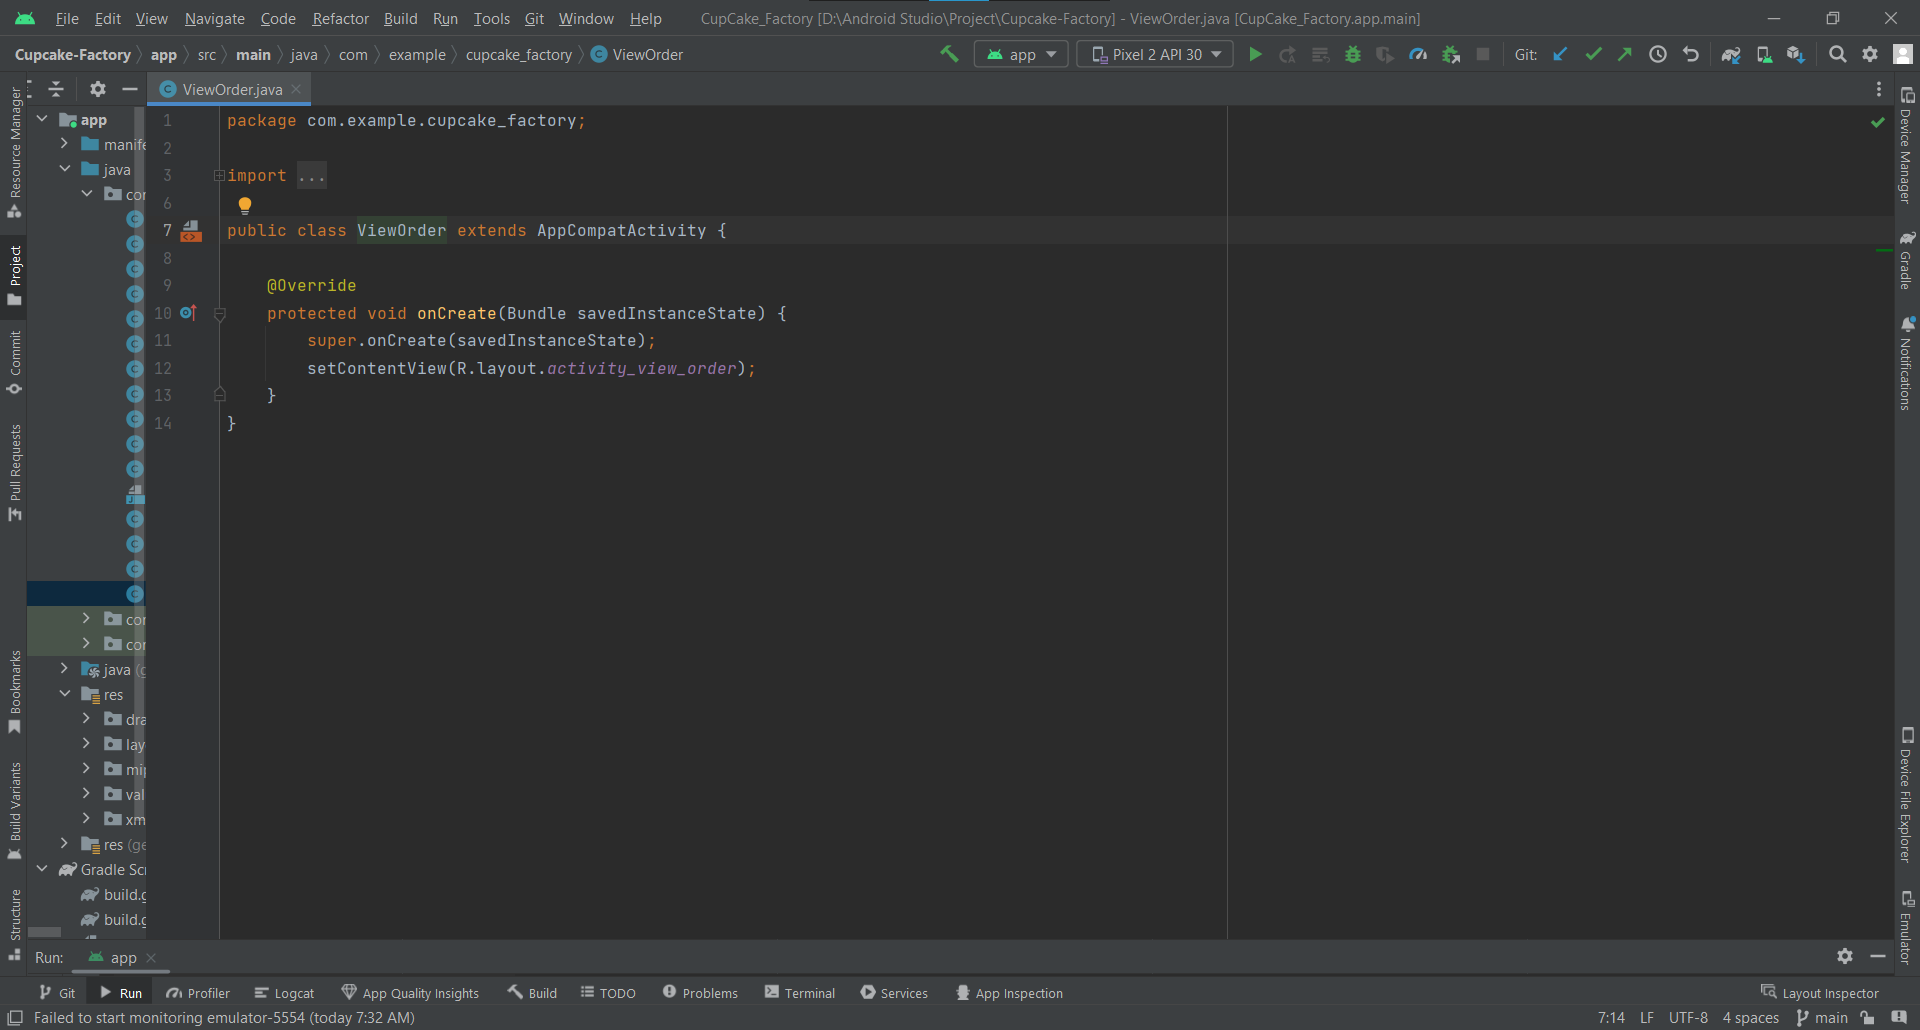 File Edit View Navigate Code Refactor Build Run Tools Git Window Help CupCake_Factory [D:\Android Studio\Project\Cupcake-Factory] - ViewOrder.java [CupCake_Factory.app.main]
Cupcake-Factory app src main java com example cupcake_factory ViewOrder app Pixel 2 API 30 Git:
ViewOrder.java
Resource Manager
Project
Commit
Pull Requests
Bookmarks
Build Variants
Structure
app
manife
java
con
con
con
java (g
res
dra
lay
mip
val
xm
res (ge
Gradle Scr
build.g
build.g
1 package com.example.cupcake_factory;
2
3 import ...
6
7 public class ViewOrder extends AppCompatActivity {
8
9 @Override
10 protected void onCreate(Bundle savedInstanceState) {
11 super.onCreate(savedInstanceState);
12 setContentView(R.layout.activity_view_order);
13 }
14 }
Device Manager
Gradle
Notifications
Device File Explorer
Emulator
Run: app
Git Run Profiler Logcat App Quality Insights Build TODO Problems Terminal Services App Inspection Layout Inspector
Failed to start monitoring emulator-5554 (today 7:32 AM) 7:14 LF UTF-8 4 spaces main